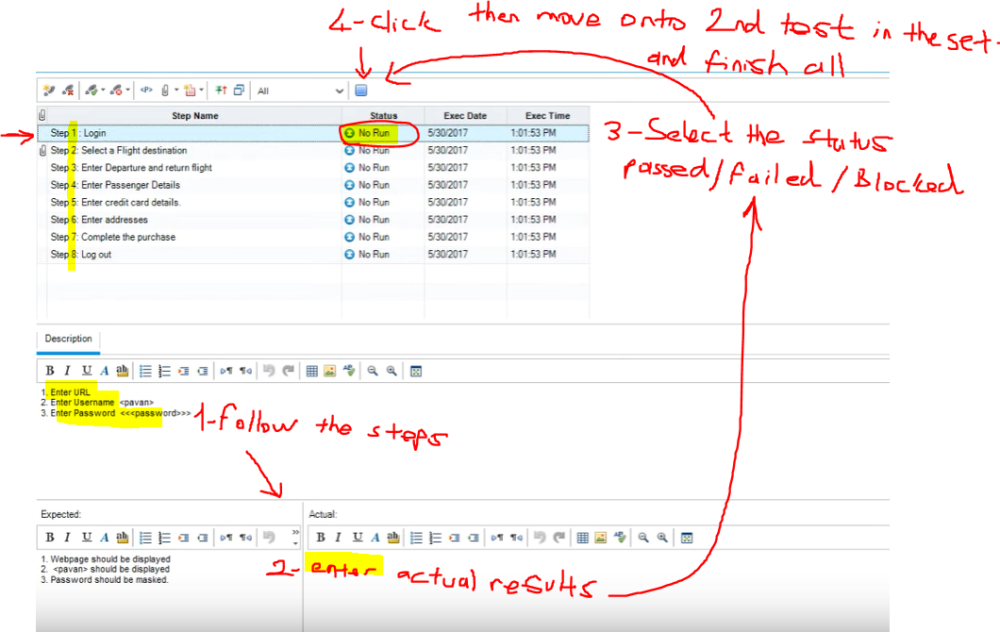 4-click then move onto 2nd test in the set.
and finish all
All
Step Name Status Exec Date Exec Time
Step 1 : Login No Run 5/30/2017 1:01:53 PM
Step 2: Select a Flight destination No Run 5/30/2017 1:01:53 PM
Step 3: Enter Departure and return flight No Run 5/30/2017 1:01:53 PM
Step 4: Enter Passenger Details No Run 5/30/2017 1:01:53 PM
Step 5: Enter credit card details. No Run 5/30/2017 1:01:53 PM
Step 6: Enter addresses No Run 5/30/2017 1:01:53 PM
Step 7: Complete the purchase No Run 5/30/2017 1:01:53 PM
Step 8: Log out No Run 5/30/2017 1:01:53 PM
3-Select the status
passed/failed/Blocked
Description
B I U A ab
1. Enter URL
2. Enter Username <pavan>
3. Enter Password <<<password>>>
1-follow the steps
Expected:
B I U A ab
1. Webpage should be displayed
2. <pavan> should be displayed
3. Password should be masked.
Actual:
B I U A ab
2- enter actual results